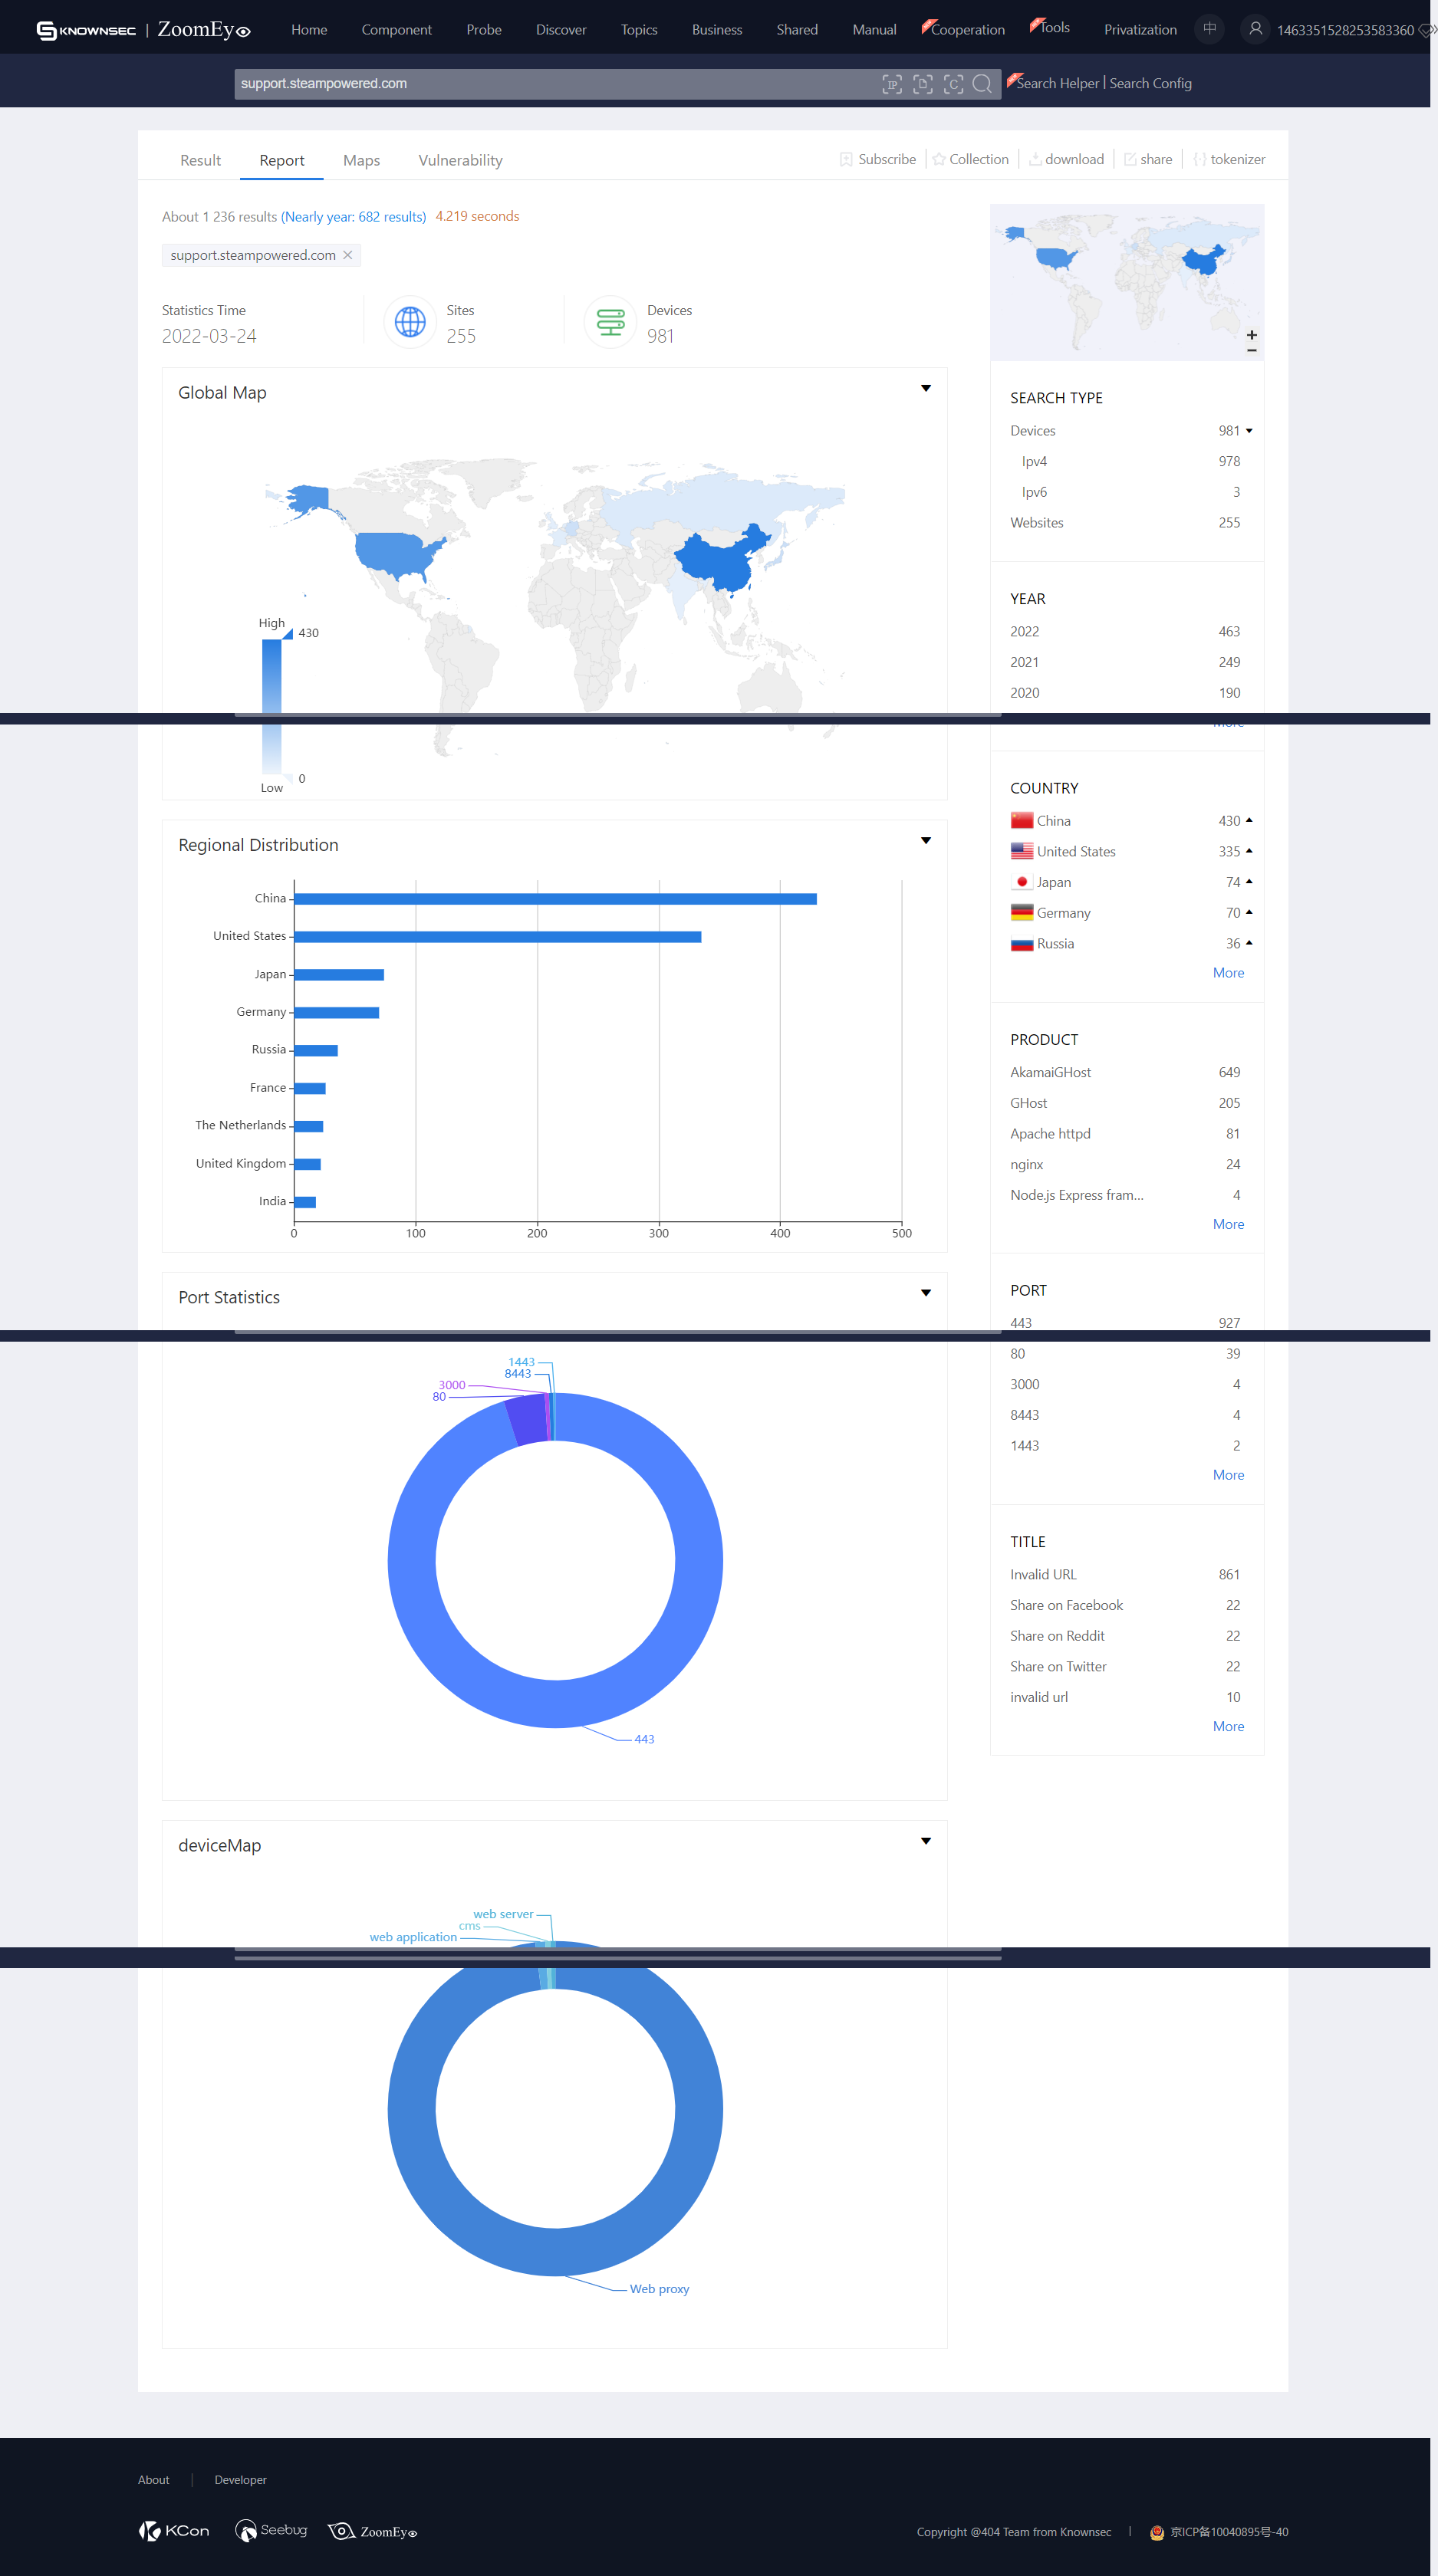 KNOWNSEC | ZoomEye
Home Component Probe Discover Topics Business Shared Manual Cooperation Tools Privatization 中 1463351528253583360
support.steampowered.com IP D C Search Helper | Search Config
Result Report Maps Vulnerability Subscribe Collection download share tokenizer
About 1 236 results (Nearly year: 682 results) 4.219 seconds
support.steampowered.com
Statistics Time
2022-03-24
Sites
255
Devices
981
Global Map
High
430
0
Low
Regional Distribution
China
United States
Japan
Germany
Russia
France
The Netherlands
United Kingdom
India
0 100 200 300 400 500
Port Statistics
1443
8443
3000
80
443
deviceMap
web server
cms
web application
Web proxy
+
−
SEARCH TYPE
Devices 981
Ipv4 978
Ipv6 3
Websites 255
YEAR
2022 463
2021 249
2020 190
More
COUNTRY
China 430
United States 335
Japan 74
Germany 70
Russia 36
More
PRODUCT
AkamaiGHost 649
GHost 205
Apache httpd 81
nginx 24
Node.js Express fram... 4
More
PORT
443 927
80 39
3000 4
8443 4
1443 2
More
TITLE
Invalid URL 861
Share on Facebook 22
Share on Reddit 22
Share on Twitter 22
invalid url 10
More
About | Developer
KCon Seebug ZoomEye
Copyright @404 Team from Knownsec | 京ICP备10040895号-40